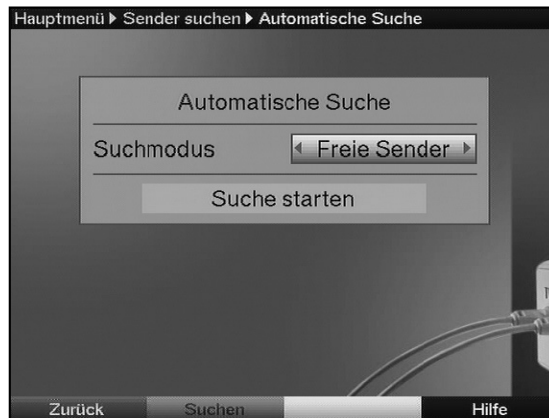 Hauptmenü ▶ Sender suchen ▶ Automatische Suche
Automatische Suche
Suchmodus ◀ Freie Sender ▶
Suche starten
Zurück Suchen Hilfe